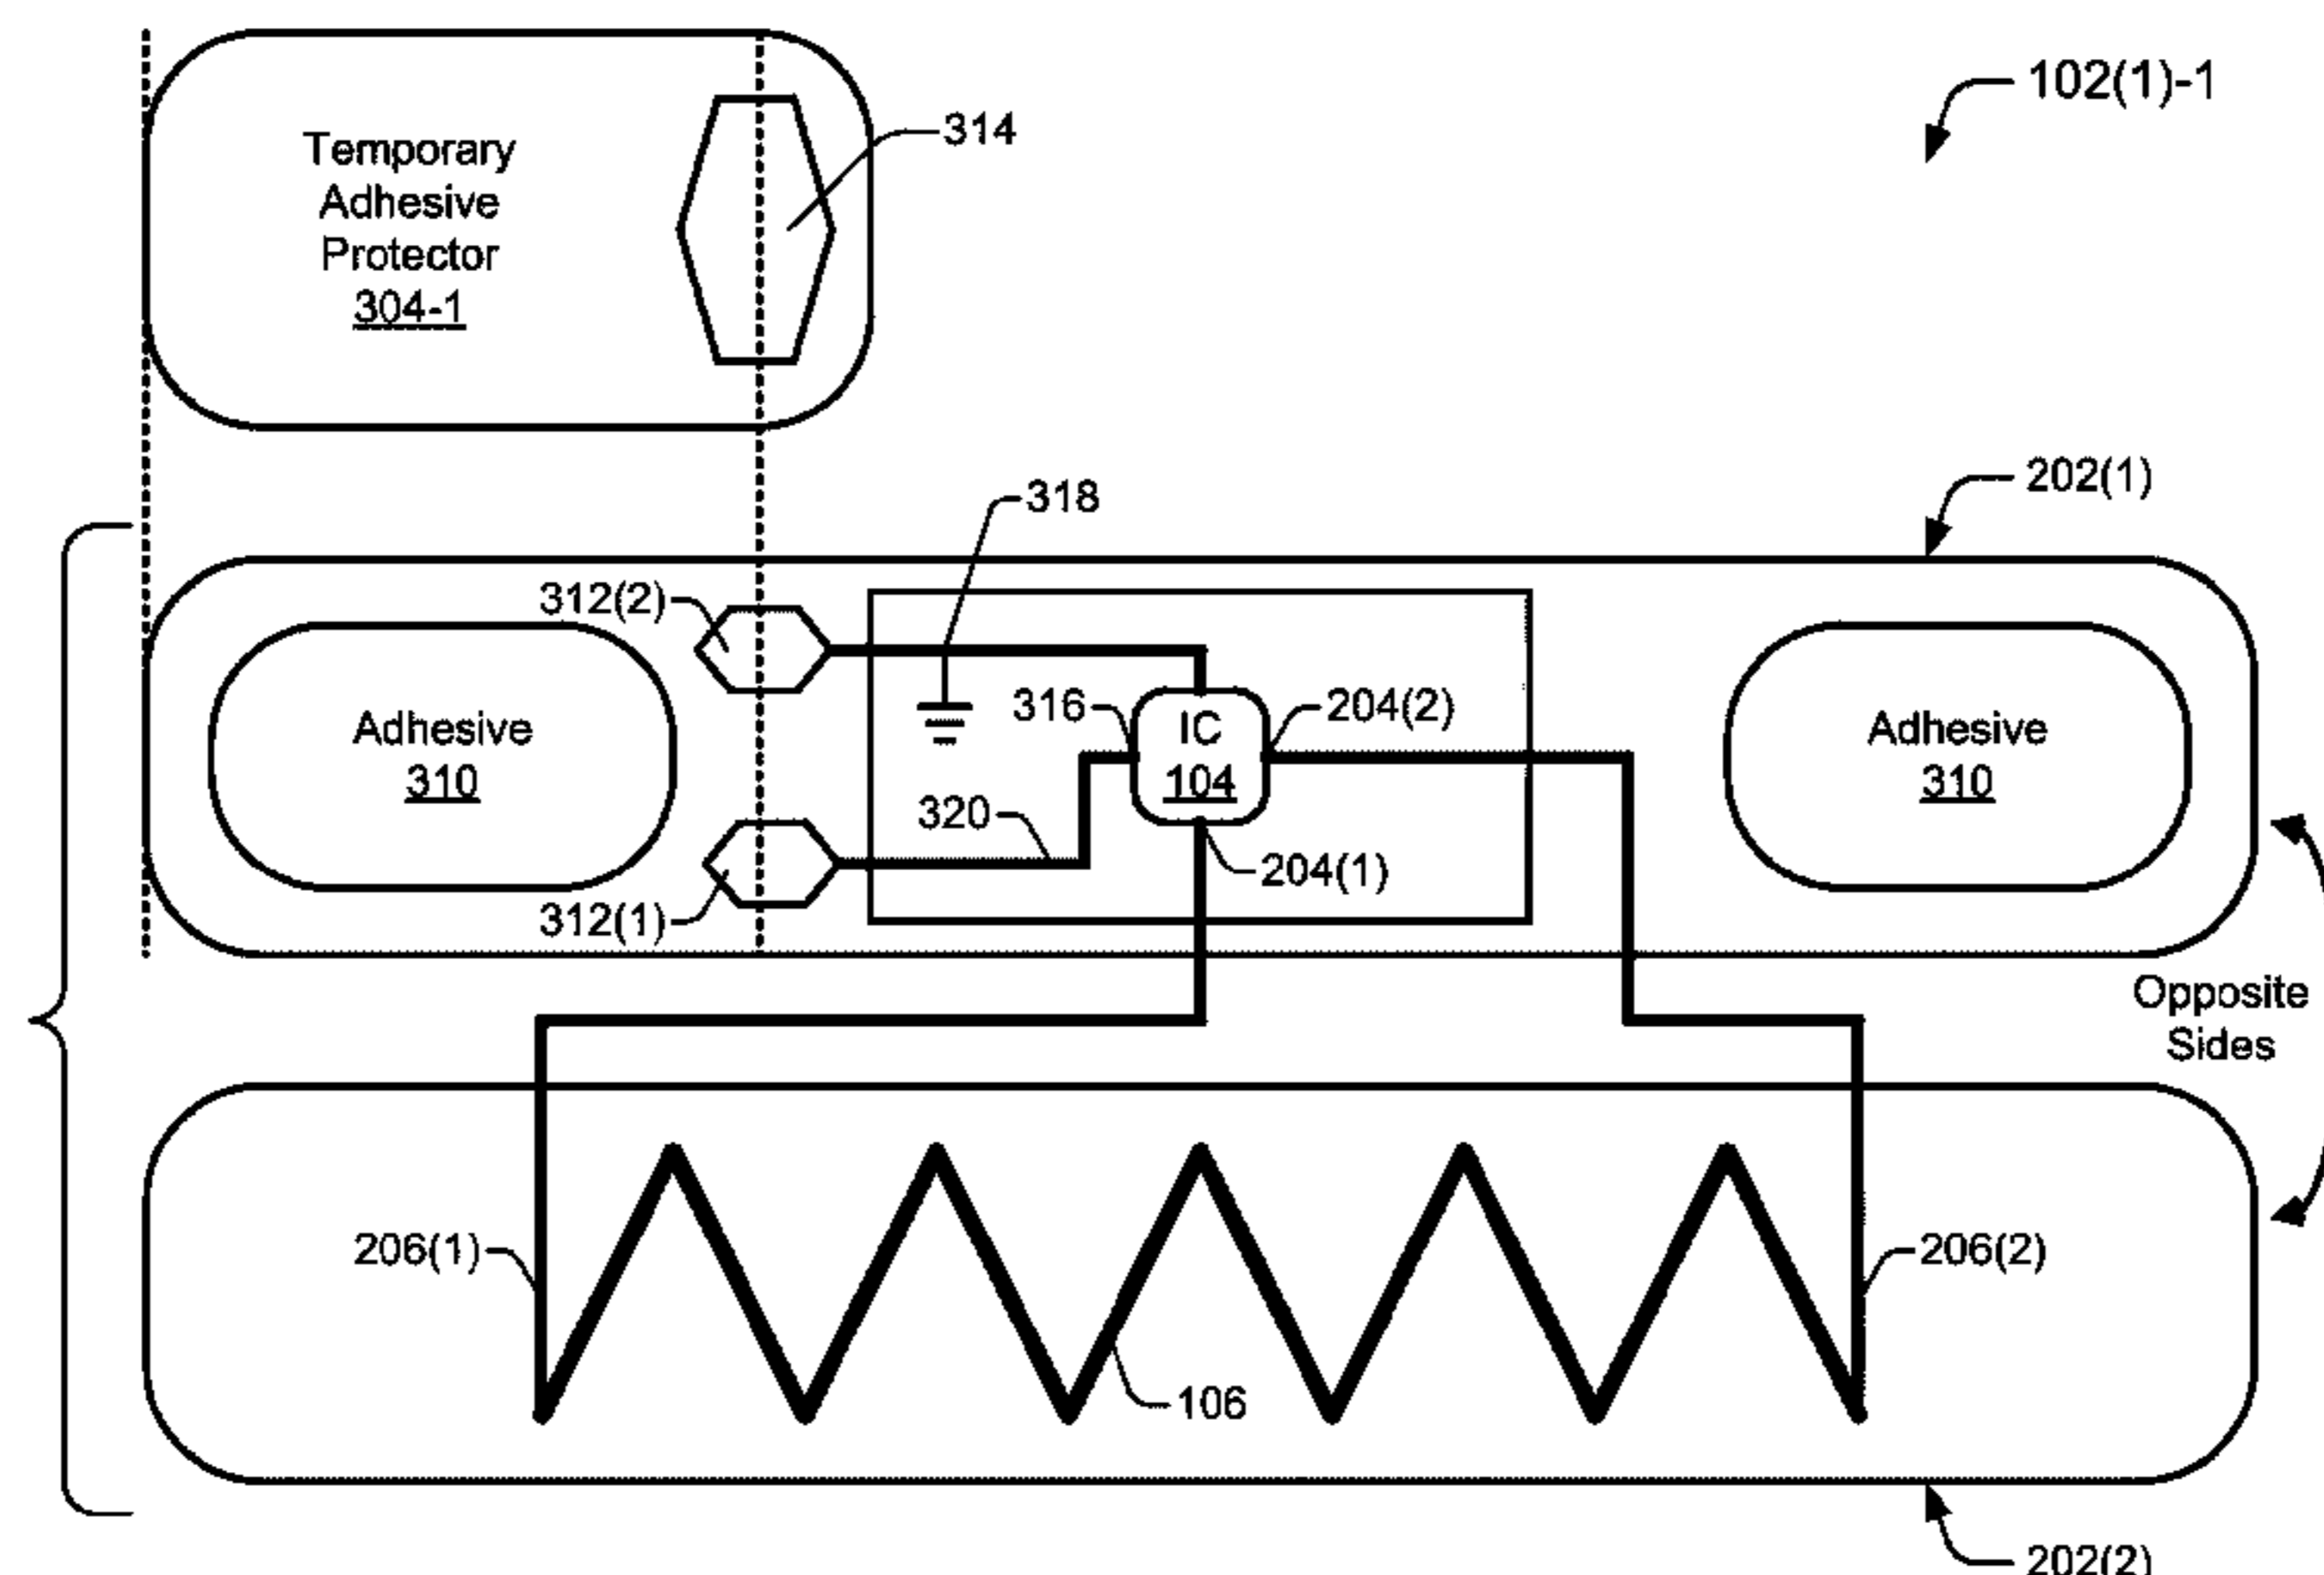 102(1)-1
Temporary
Adhesive
Protector
304-1
314
202(1)
318
312(2)
316
IC
104
204(2)
Adhesive
310
Adhesive
310
320
204(1)
312(1)
Opposite
Sides
206(1)
206(2)
106
202(2)